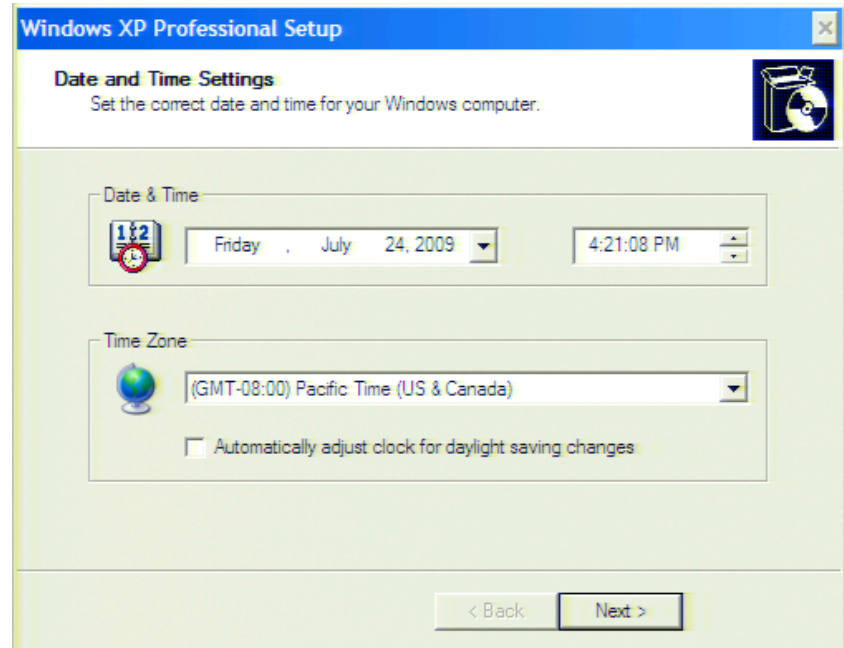 Windows XP Professional Setup
Date and Time Settings
Set the correct date and time for your Windows computer.
Date & Time
Friday , July 24, 2009
4:21:08 PM
Time Zone
(GMT-08:00) Pacific Time (US & Canada)
Automatically adjust clock for daylight saving changes
< Back Next >